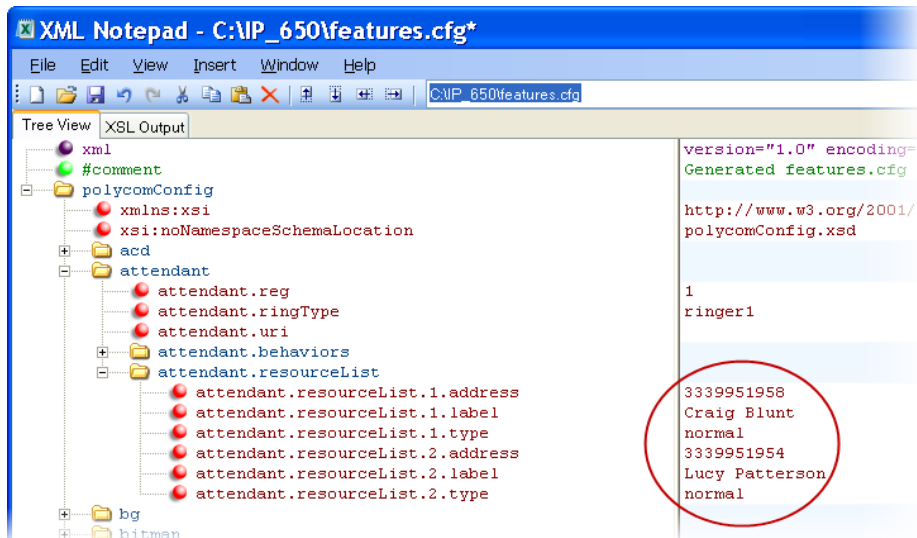 XML Notepad - C:\IP_650\features.cfg*
File Edit View Insert Window Help
C:\IP_650\features.cfg
Tree View XSL Output
xml version="1.0" encoding=
#comment Generated features.cfg
polycomConfig
xmlns:xsi http://www.w3.org/2001/
xsi:noNamespaceSchemaLocation polycomConfig.xsd
acd
attendant
attendant.reg 1
attendant.ringType ringer1
attendant.uri
attendant.behaviors
attendant.resourceList
attendant.resourceList.1.address 3339951958
attendant.resourceList.1.label Craig Blunt
attendant.resourceList.1.type normal
attendant.resourceList.2.address 3339951954
attendant.resourceList.2.label Lucy Patterson
attendant.resourceList.2.type normal
bg
bitmap